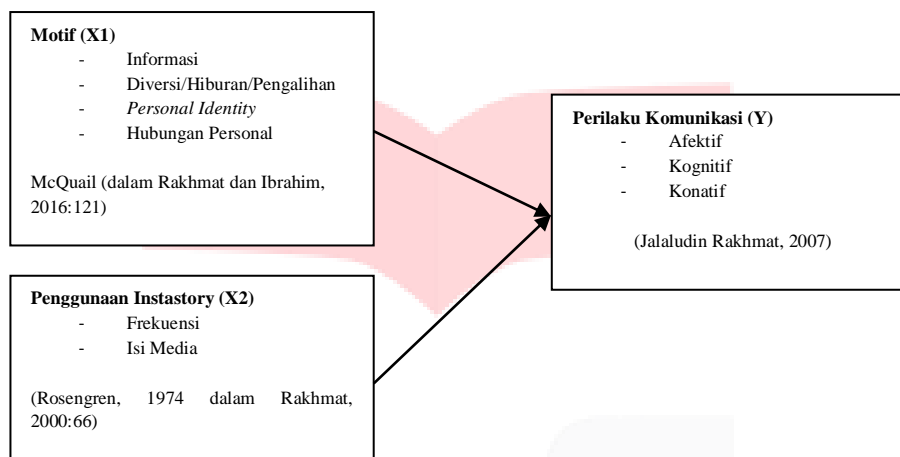 Motif (X1)
- Informasi
- Diversi/Hiburan/Pengalihan
- Personal Identity
- Hubungan Personal
McQuail (dalam Rakhmat dan Ibrahim,
2016:121)
Penggunaan Instastory (X2)
- Frekuensi
- Isi Media
(Rosengren, 1974 dalam Rakhmat,
2000:66)
Perilaku Komunikasi (Y)
- Afektif
- Kognitif
- Konatif
(Jalaludin Rakhmat, 2007)